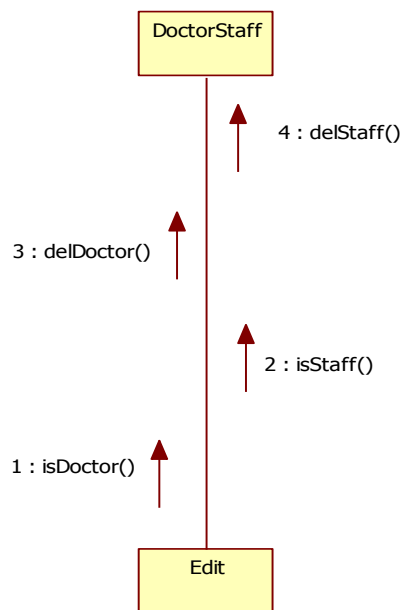 DoctorStaff
4 : delStaff()
3 : delDoctor()
2 : isStaff()
1 : isDoctor()
Edit